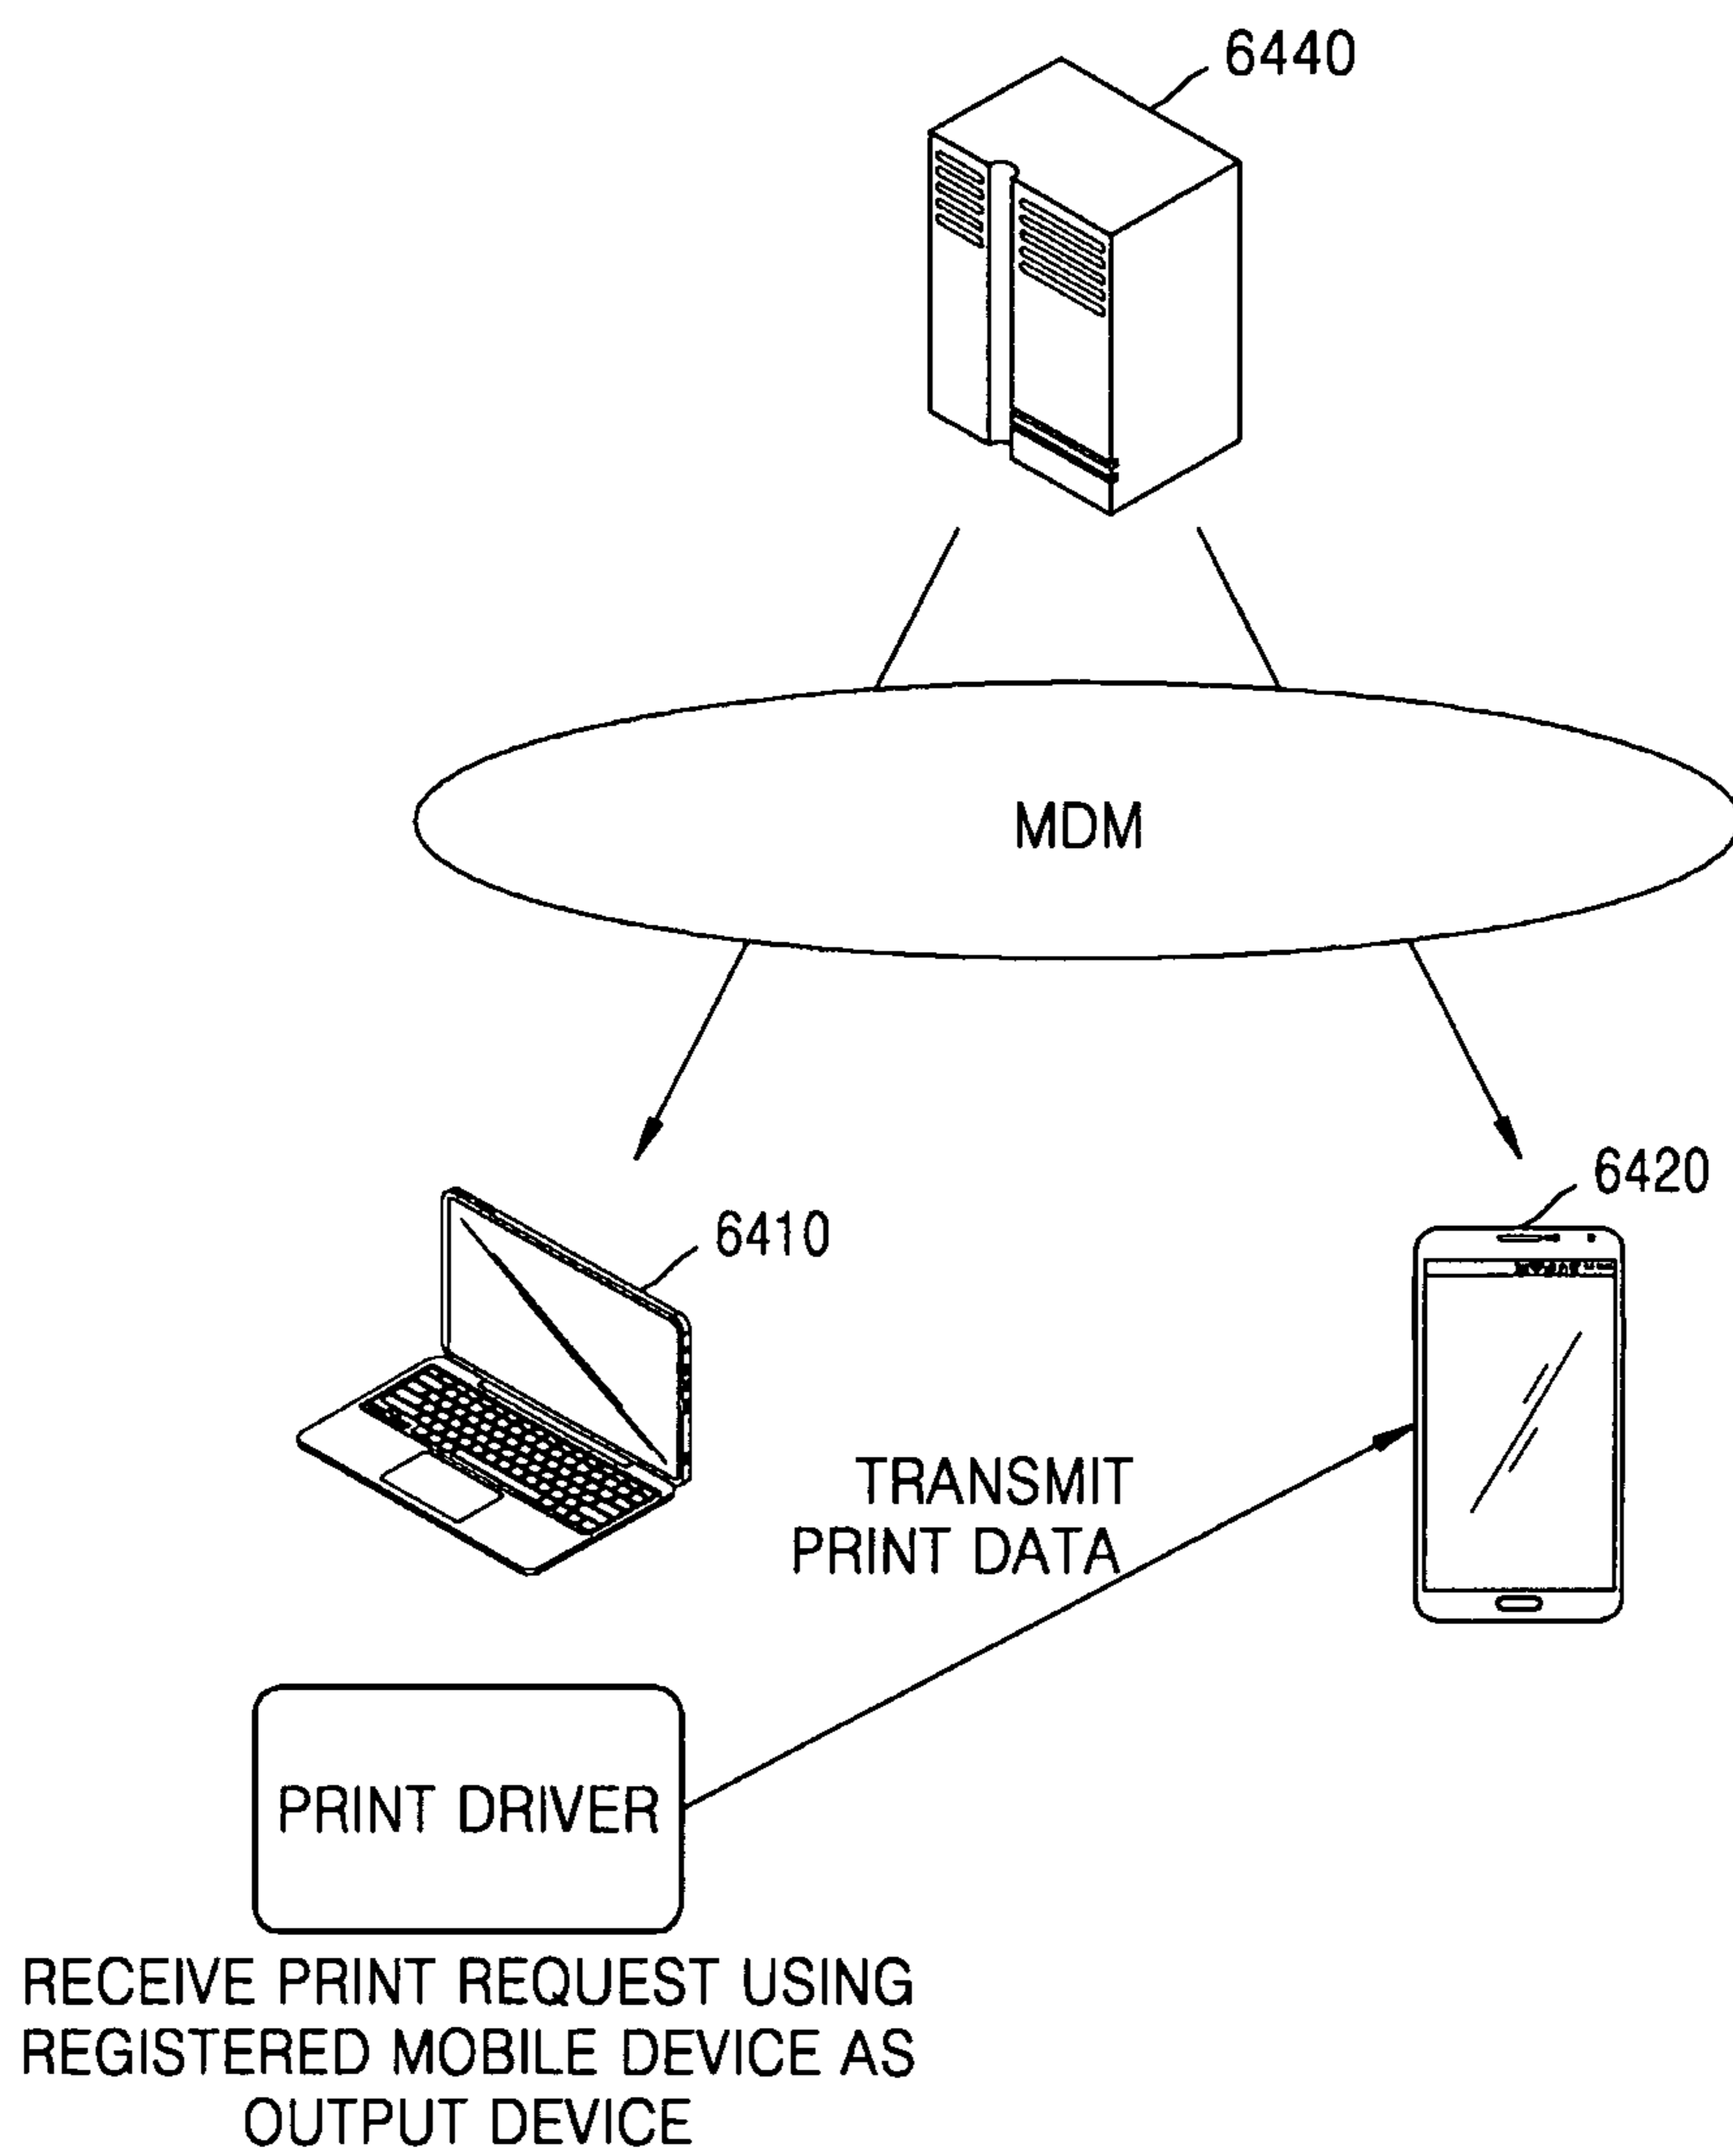 6440
MDM
6420
6410
TRANSMIT
PRINT DATA
PRINT DRIVER
RECEIVE PRINT REQUEST USING
REGISTERED MOBILE DEVICE AS
OUTPUT DEVICE